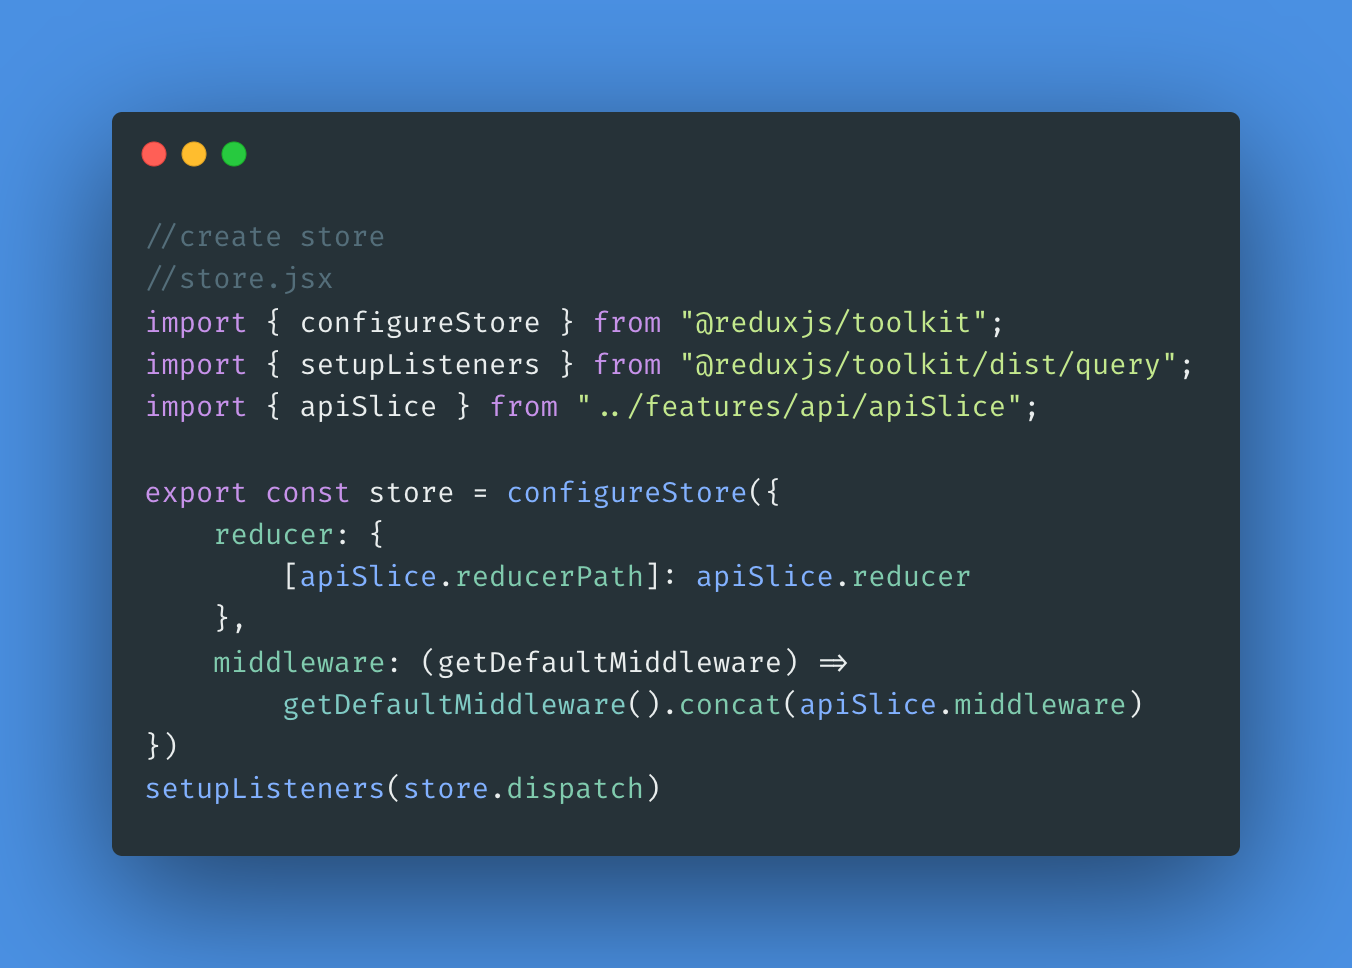 //create store
//store.jsx
import { configureStore } from "@reduxjs/toolkit";
import { setupListeners } from "@reduxjs/toolkit/dist/query";
import { apiSlice } from "../features/api/apiSlice";
export const store = configureStore({
    reducer: {
        [apiSlice.reducerPath]: apiSlice.reducer
    },
    middleware: (getDefaultMiddleware) =>
        getDefaultMiddleware().concat(apiSlice.middleware)
})
setupListeners(store.dispatch)